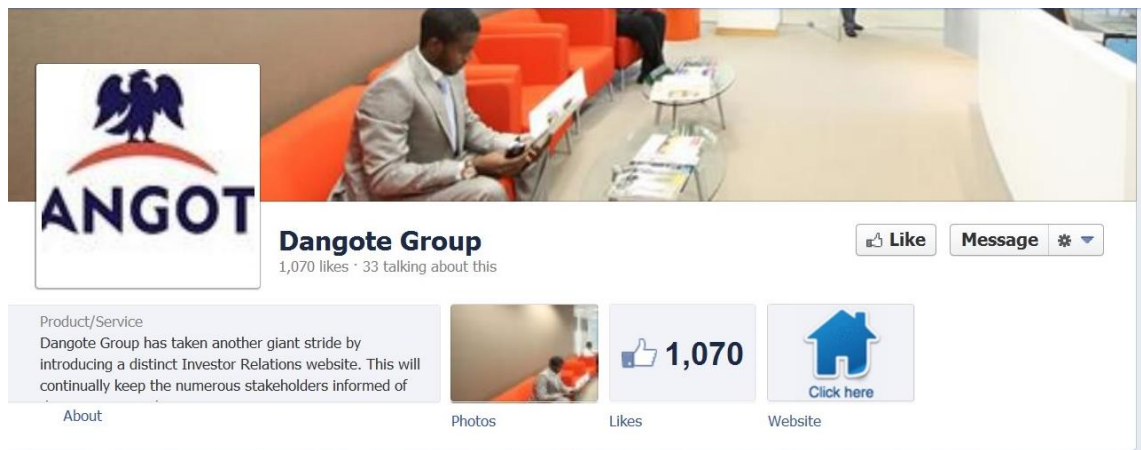 ANGOT
Dangote Group
1,070 likes · 33 talking about this
Like
Message
Product/Service
Dangote Group has taken another giant stride by
introducing a distinct Investor Relations website. This will
continually keep the numerous stakeholders informed of
About
Photos
1,070
Likes
Click here
Website